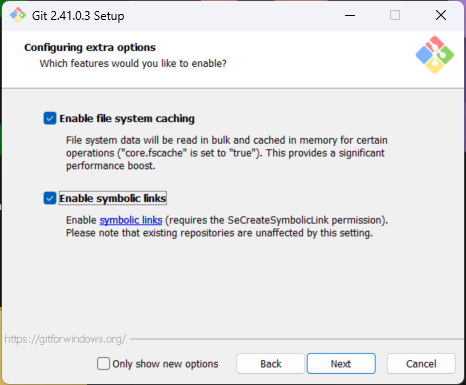 Git 2.41.0.3 Setup
Configuring extra options
Which features would you like to enable?
Enable file system caching
File system data will be read in bulk and cached in memory for certain
operations ("core.fscache" is set to "true"). This provides a significant
performance boost.
Enable symbolic links
Enable symbolic links (requires the SeCreateSymbolicLink permission).
Please note that existing repositories are unaffected by this setting.
https://gitforwindows.org/
Only show new options
Back
Next
Cancel